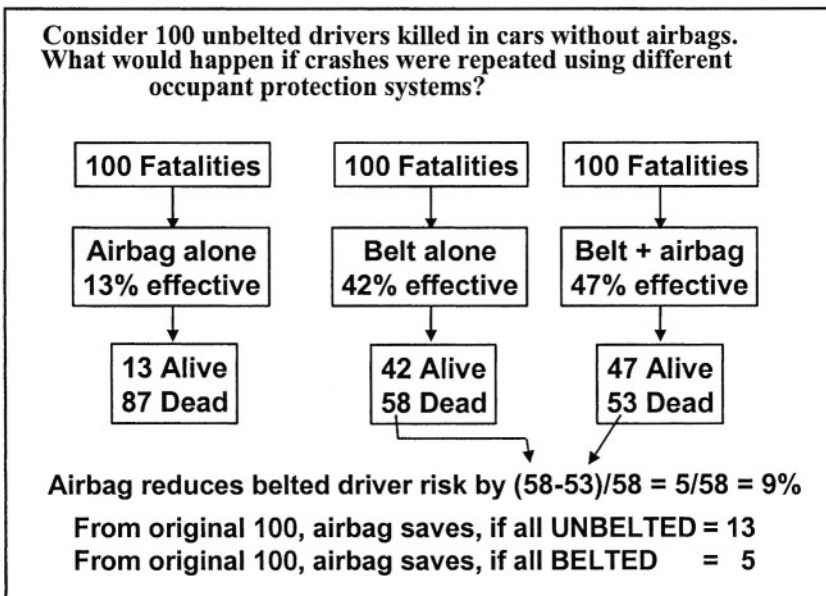 Consider 100 unbelted drivers killed in cars without airbags.
What would happen if crashes were repeated using different
occupant protection systems?
100 Fatalities
Airbag alone
13% effective
13 Alive
87 Dead
100 Fatalities
Belt alone
42% effective
42 Alive
58 Dead
100 Fatalities
Belt + airbag
47% effective
47 Alive
53 Dead
Airbag reduces belted driver risk by (58-53)/58 = 5/58 = 9%
From original 100, airbag saves, if all UNBELTED = 13
From original 100, airbag saves, if all BELTED = 5